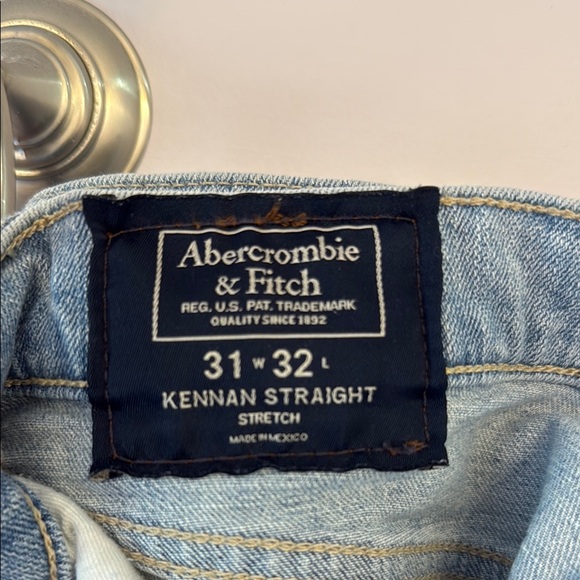 Abercrombie
& Fitch
REG. U.S. PAT. TRADEMARK
QUALITY SINCE 1892
31 W 32 L
KENNAN STRAIGHT
STRETCH
MADE IN MEXICO